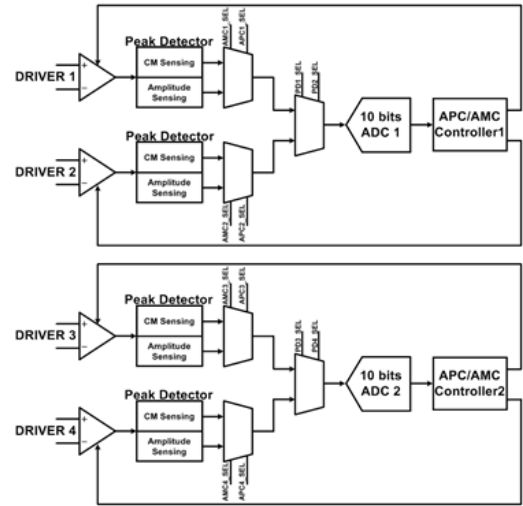 AMC1_SEL
APC1_SEL
Peak Detector
DRIVER 1
+
−
CM Sensing
Amplitude
Sensing
PD1_SEL
PD2_SEL
10 bits
ADC 1
APC/AMC
Controller1
Peak Detector
DRIVER 2
+
−
CM Sensing
Amplitude
Sensing
AMC2_SEL
APC2_SEL
AMC3_SEL
APC3_SEL
Peak Detector
DRIVER 3
+
−
CM Sensing
Amplitude
Sensing
PD3_SEL
PD4_SEL
10 bits
ADC 2
APC/AMC
Controller2
Peak Detector
DRIVER 4
+
−
CM Sensing
Amplitude
Sensing
AMC4_SEL
APC4_SEL